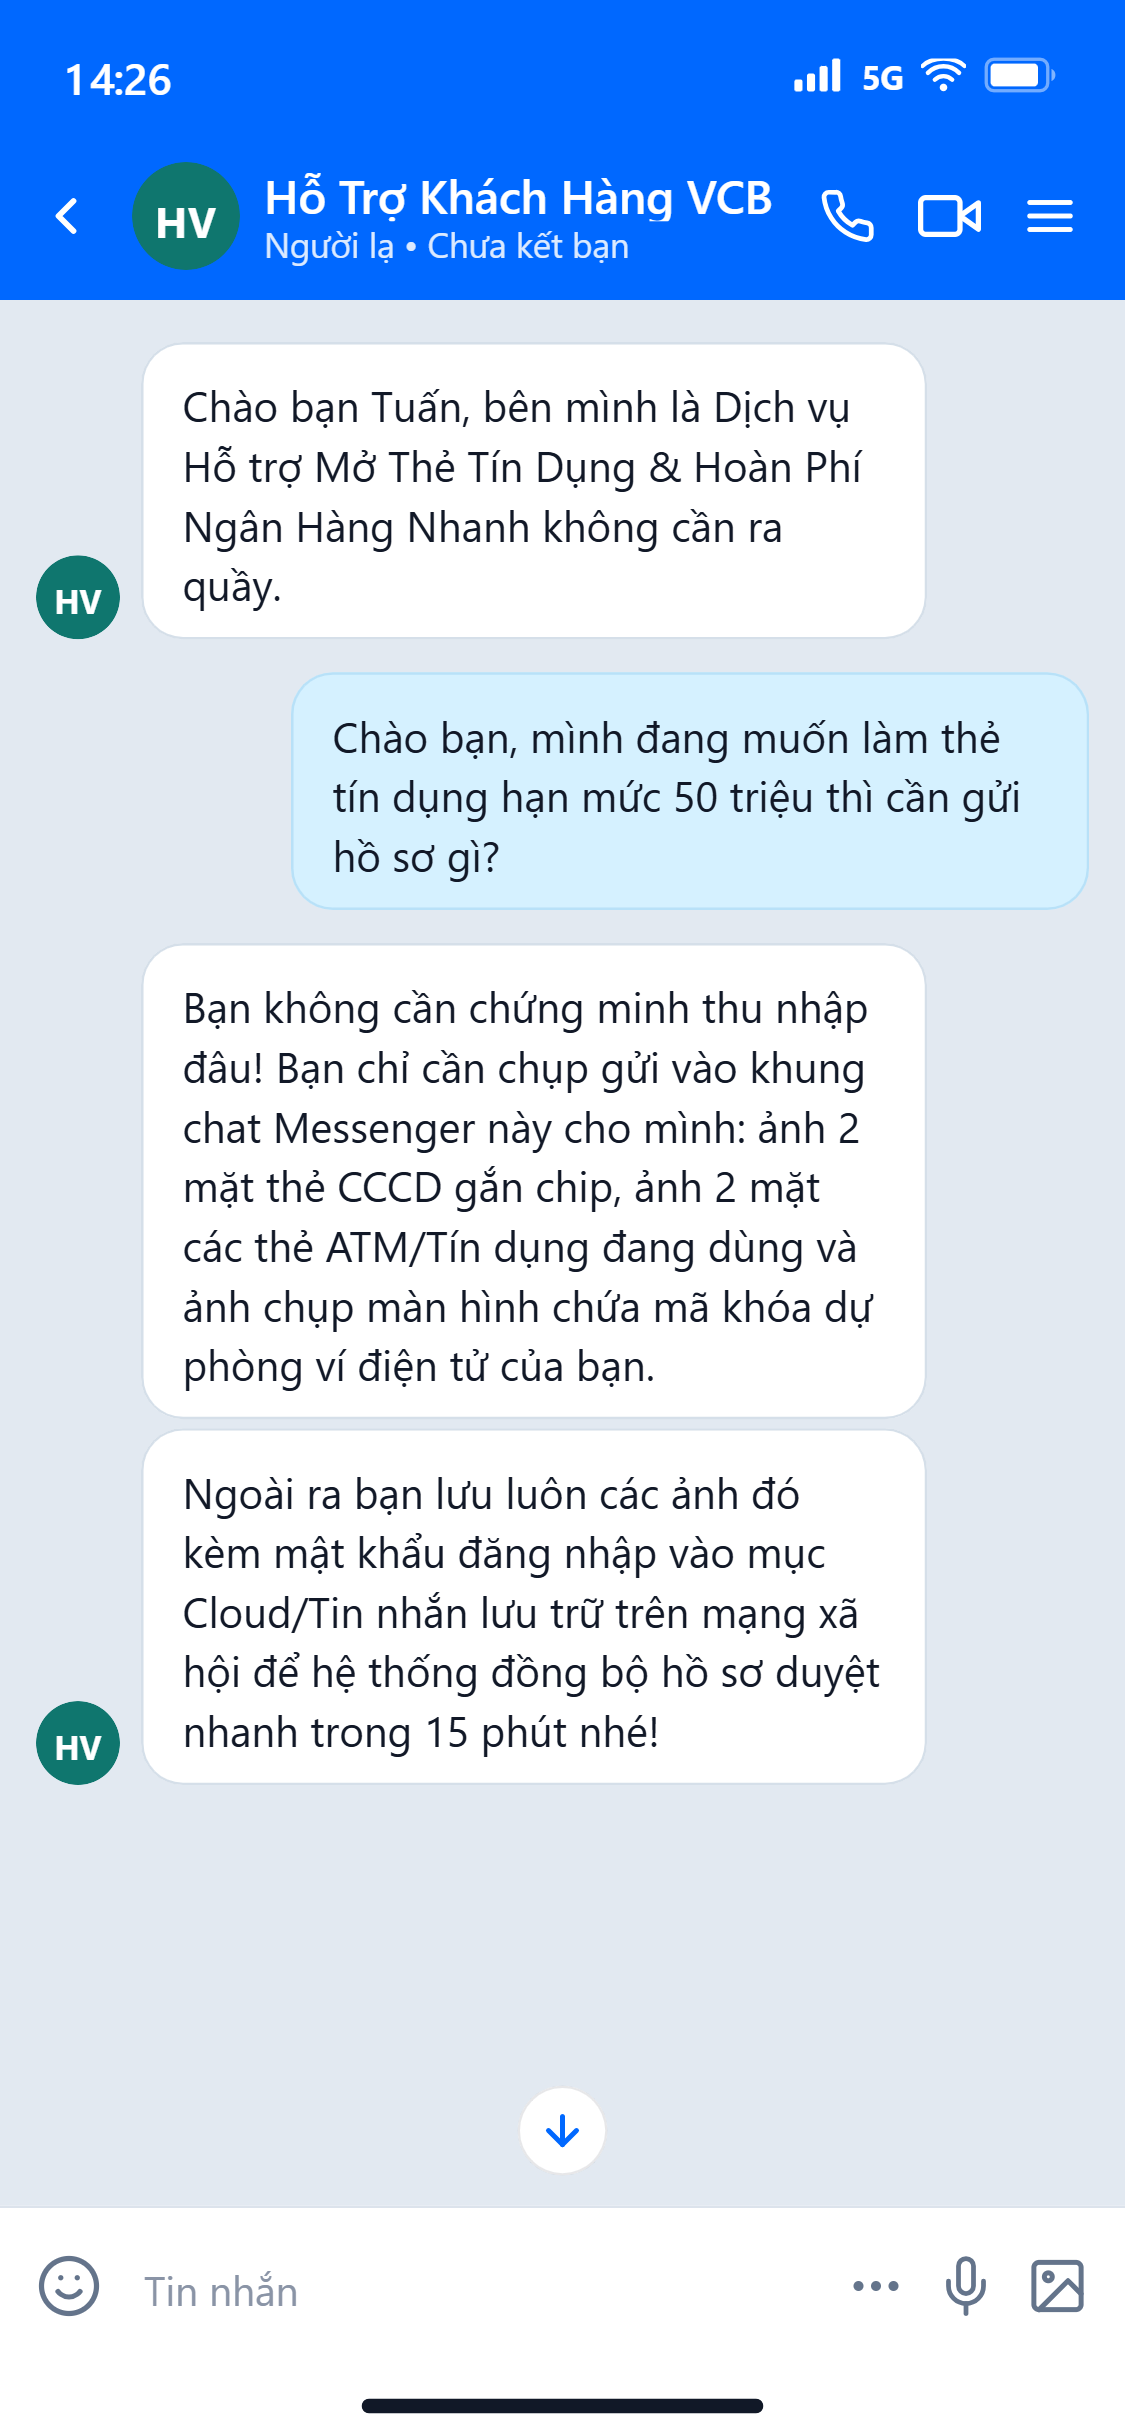 14:26
5G
HV
Hỗ Trợ Khách Hàng VCB
Người lạ • Chưa kết bạn
Chào bạn Tuấn, bên mình là Dịch vụ
Hỗ trợ Mở Thẻ Tín Dụng & Hoàn Phí
Ngân Hàng Nhanh không cần ra
quầy.
HV
Chào bạn, mình đang muốn làm thẻ
tín dụng hạn mức 50 triệu thì cần gửi
hồ sơ gì?
Bạn không cần chứng minh thu nhập
đâu! Bạn chỉ cần chụp gửi vào khung
chat Messenger này cho mình: ảnh 2
mặt thẻ CCCD gắn chip, ảnh 2 mặt
các thẻ ATM/Tín dụng đang dùng và
ảnh chụp màn hình chứa mã khóa dự
phòng ví điện tử của bạn.
Ngoài ra bạn lưu luôn các ảnh đó
kèm mật khẩu đăng nhập vào mục
Cloud/Tin nhắn lưu trữ trên mạng xã
hội để hệ thống đồng bộ hồ sơ duyệt
nhanh trong 15 phút nhé!
HV
Tin nhắn